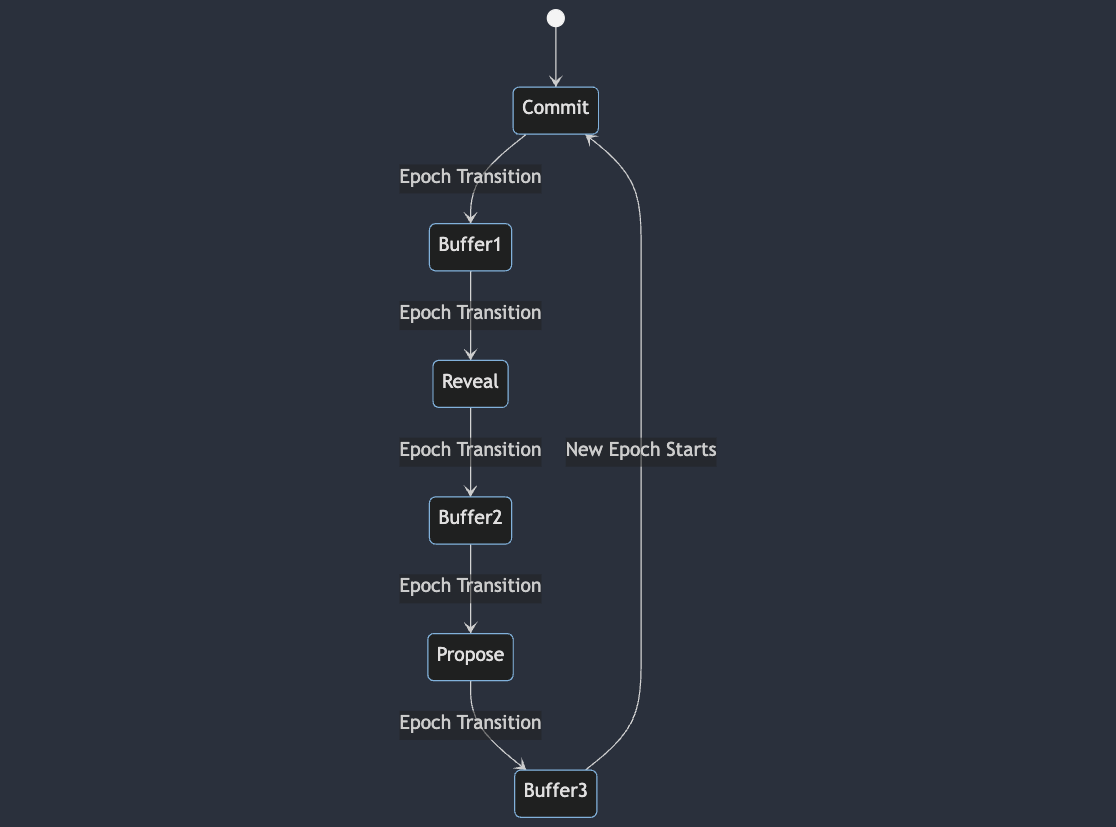 Commit
Epoch Transition
Buffer1
Epoch Transition
Reveal
Epoch Transition
New Epoch Starts
Buffer2
Epoch Transition
Propose
Epoch Transition
Buffer3